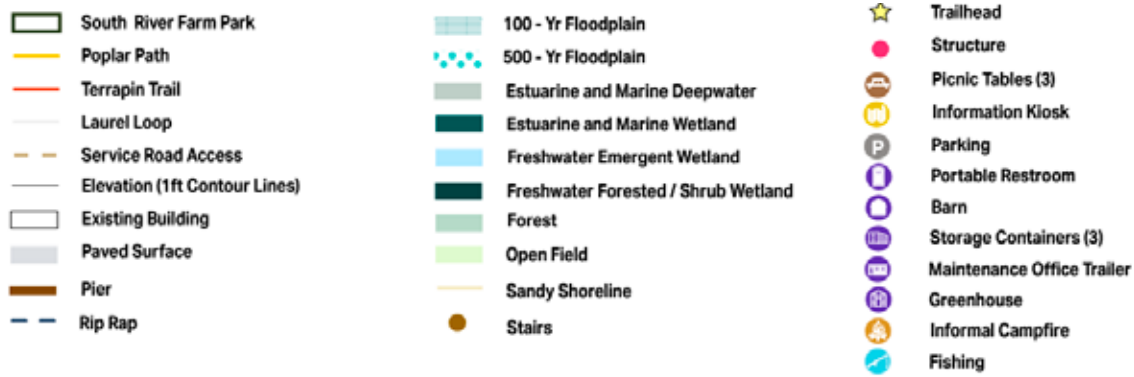 South River Farm Park
Poplar Path
Terrapin Trail
Laurel Loop
Service Road Access
Elevation (1ft Contour Lines)
Existing Building
Paved Surface
Pier
Rip Rap
100 - Yr Floodplain
500 - Yr Floodplain
Estuarine and Marine Deepwater
Estuarine and Marine Wetland
Freshwater Emergent Wetland
Freshwater Forested / Shrub Wetland
Forest
Open Field
Sandy Shoreline
Stairs
Trailhead
Structure
Picnic Tables (3)
Information Kiosk
P
Parking
Portable Restroom
Barn
Storage Containers (3)
Maintenance Office Trailer
Greenhouse
Informal Campfire
Fishing